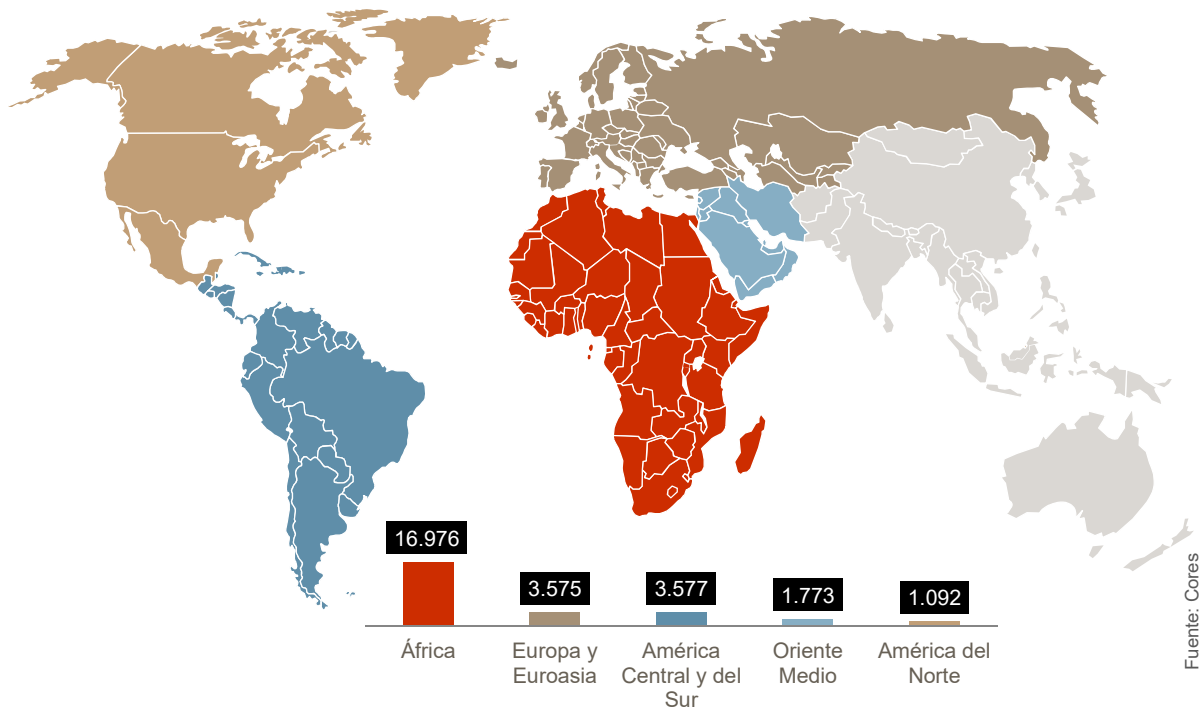 16.976
3.575
3.577
1.773
1.092
África
Europa y
Euroasia
América
Central y del
Sur
Oriente
Medio
América del
Norte
Fuente: Cores